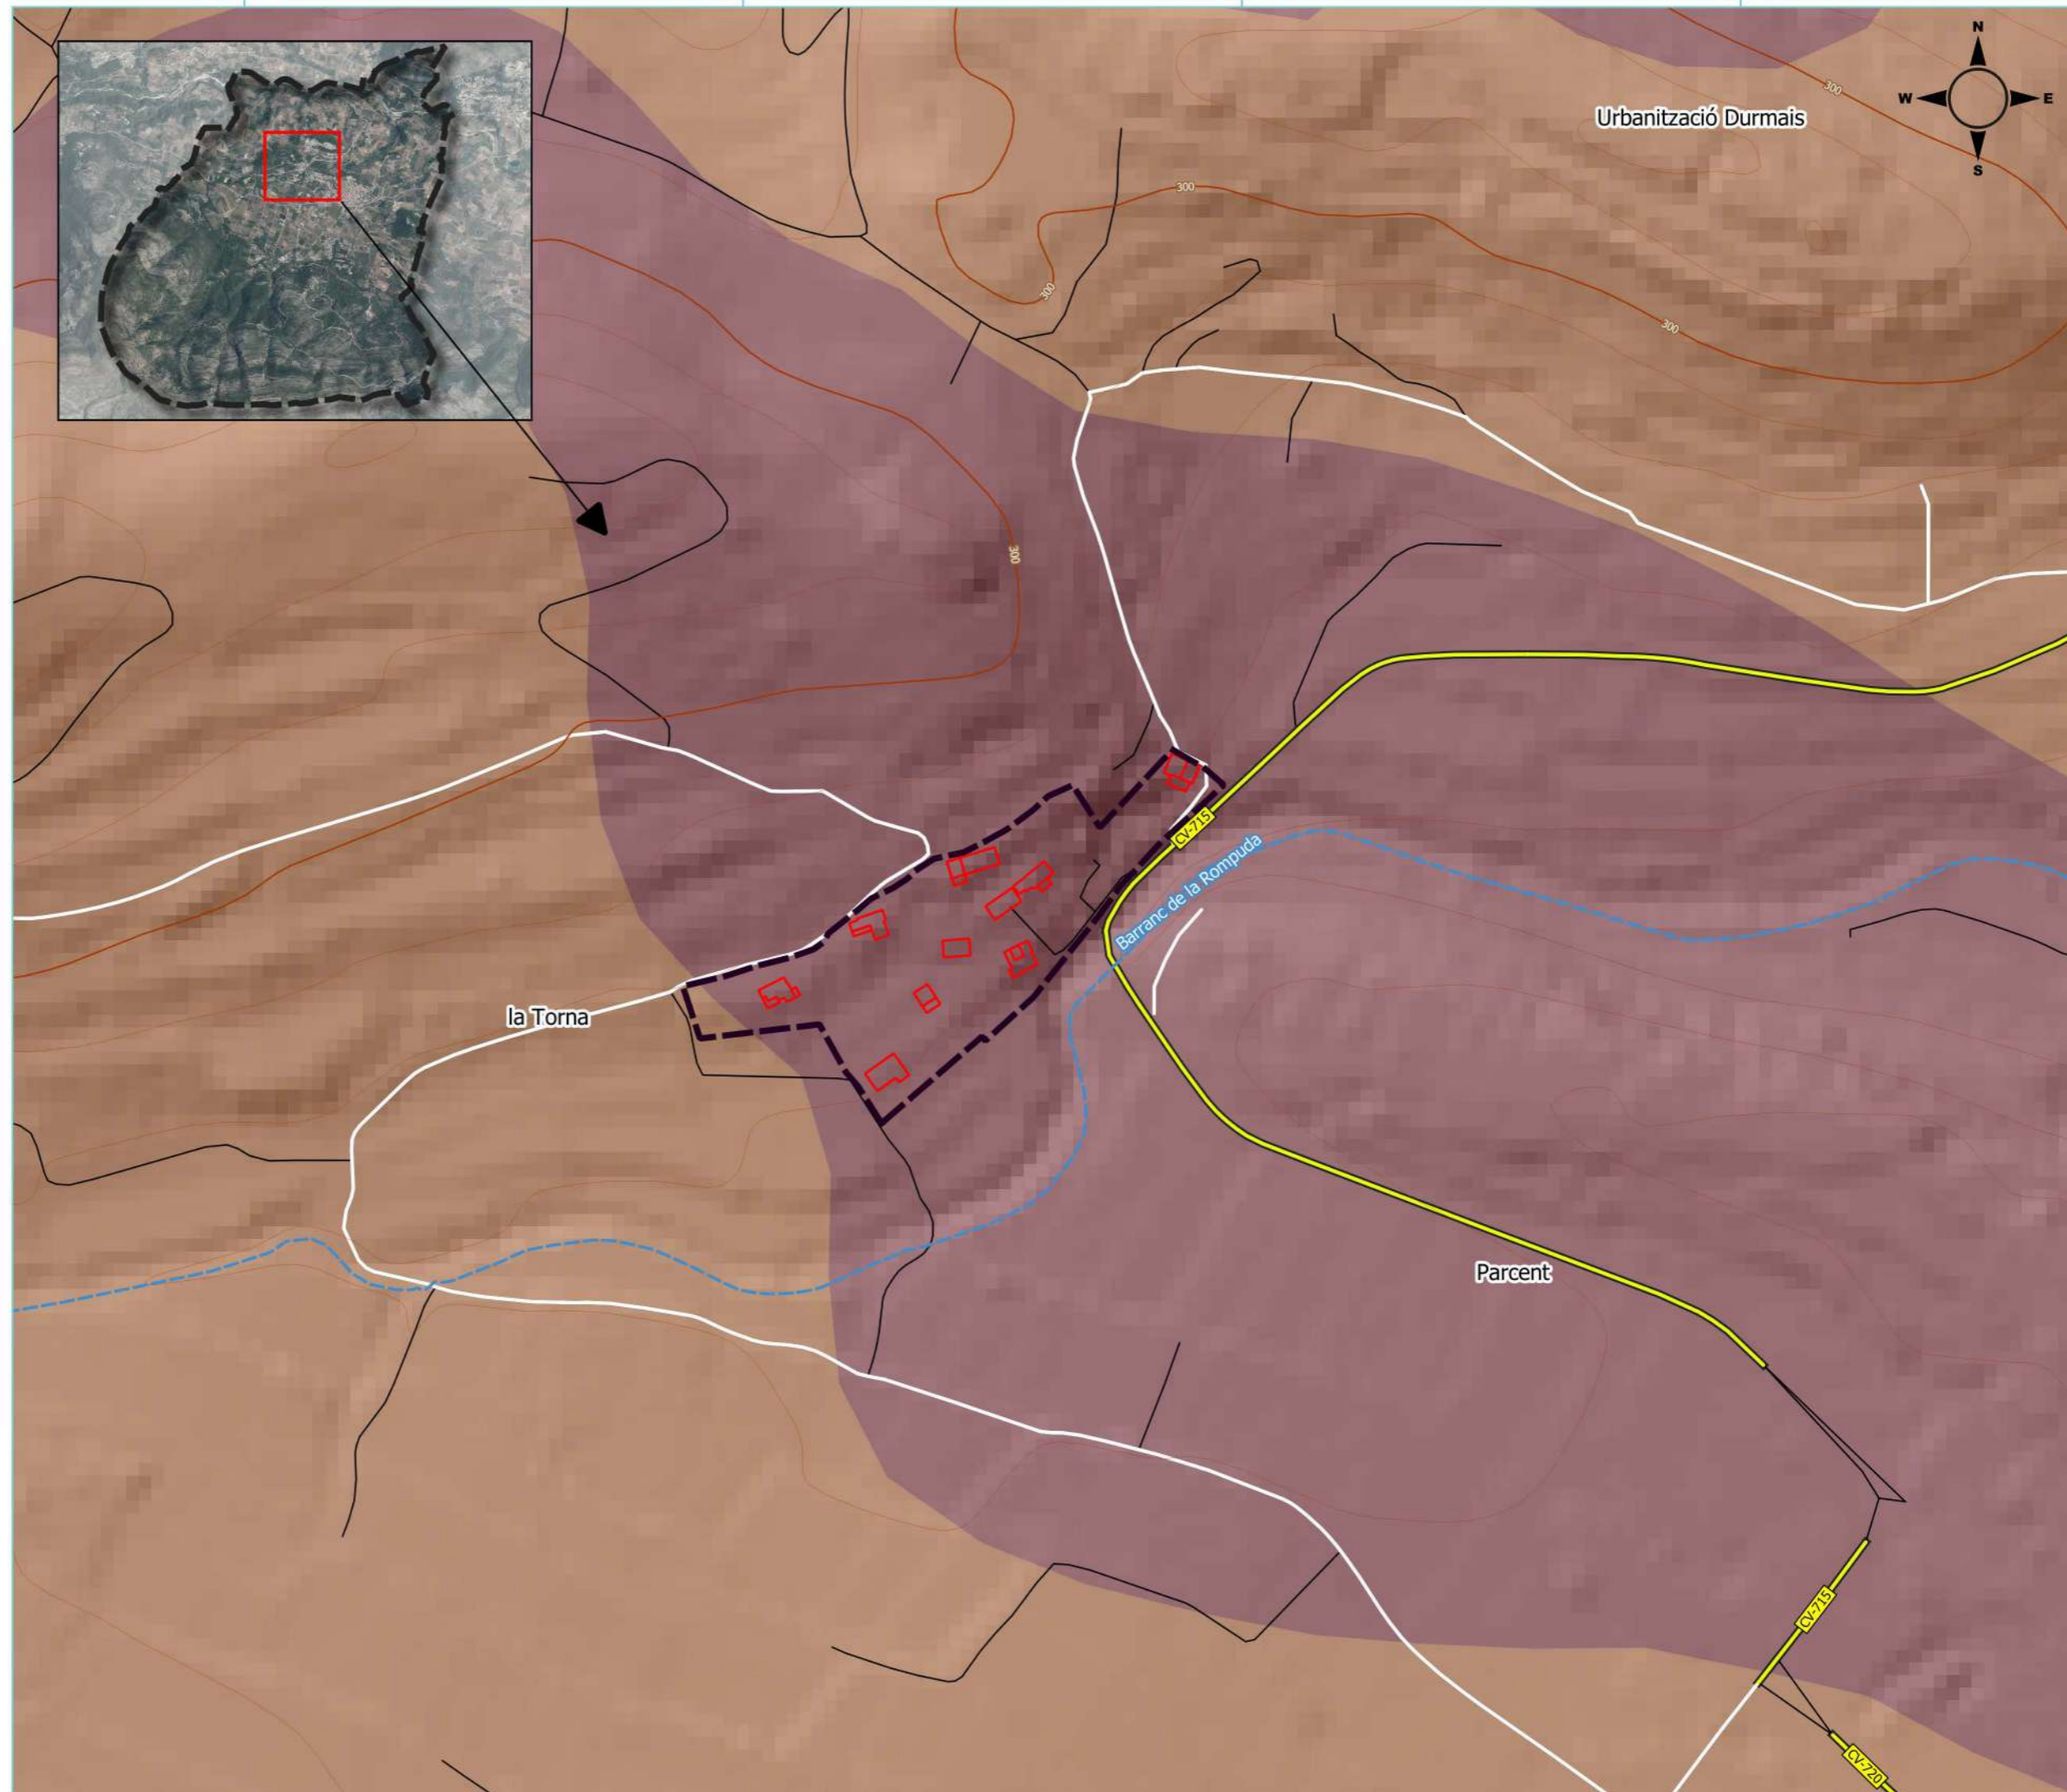 N
W
E
S
Urbanització Durmais
300
300
300
300
300
CV-715
Barranc de la Rompuda
la Torna
Parcent
CV-715
CV-720